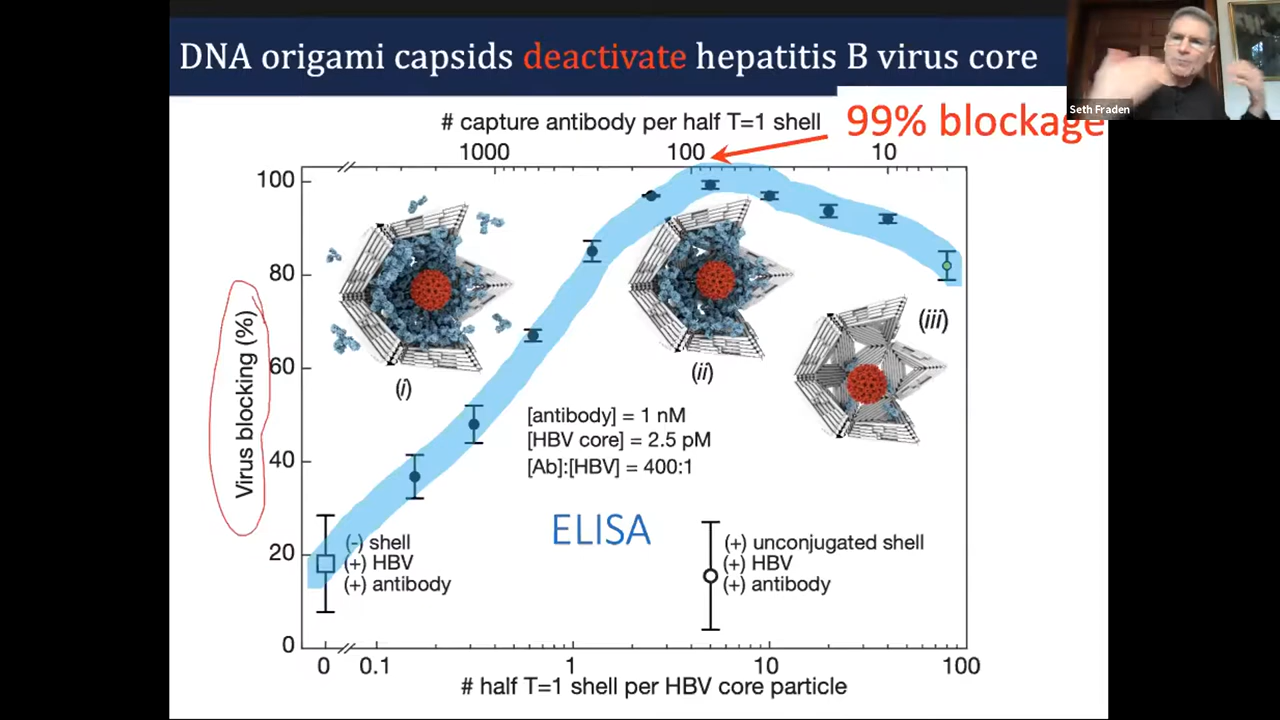 DNA origami capsids deactivate hepatitis B virus core
Seth Fraden
# capture antibody per half T=1 shell
99% blockage
1000
100
10
100
80
60
40
20
0
Virus blocking (%)
(i)
(ii)
(iii)
[antibody] = 1 nM
[HBV core] = 2.5 pM
[Ab]:[HBV] = 400:1
ELISA
(-) shell
(+) HBV
(+) antibody
(+) unconjugated shell
(+) HBV
(+) antibody
0
0.1
1
10
100
# half T=1 shell per HBV core particle